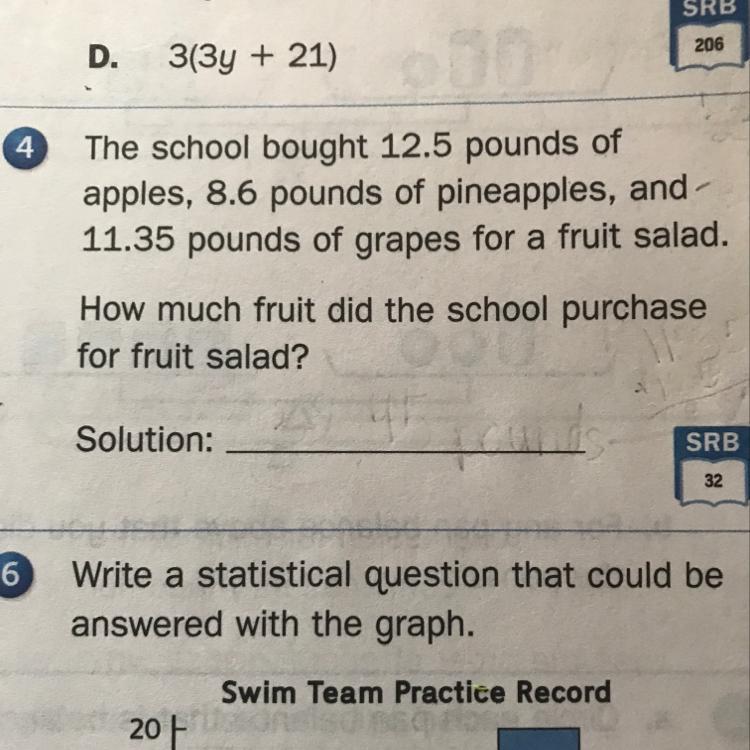 SRB
206
D. 3(3y + 21)
4 The school bought 12.5 pounds of
apples, 8.6 pounds of pineapples, and
11.35 pounds of grapes for a fruit salad.
How much fruit did the school purchase
for fruit salad?
Solution: pounds
SRB
32
6 Write a statistical question that could be
answered with the graph.
Swim Team Practice Record
20